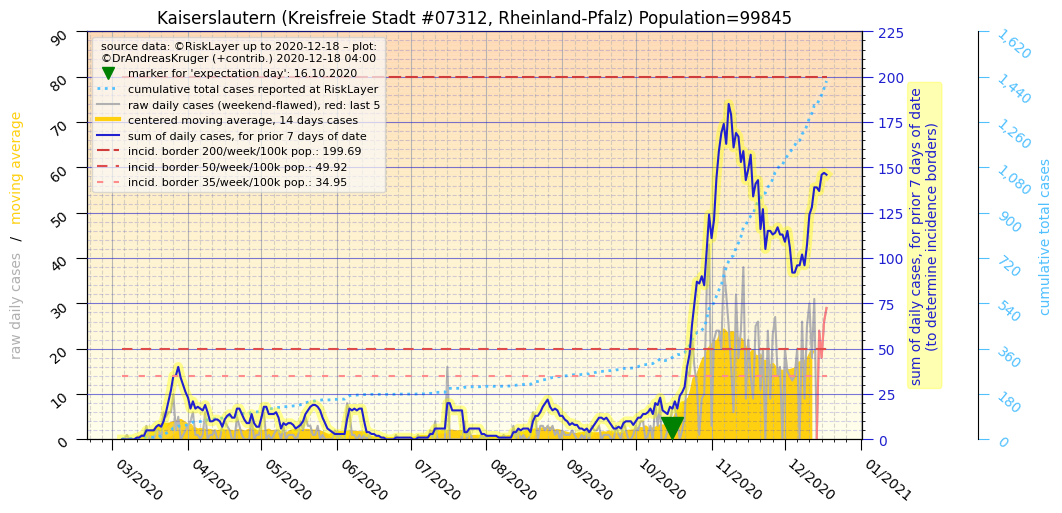 Kaiserslautern (Kreisfreie Stadt #07312, Rheinland-Pfalz) Population=99845
source data: ©RiskLayer up to 2020-12-18 – plot:
©DrAndreasKruger (+contrib.) 2020-12-18 04:00
marker for 'expectation day': 16.10.2020
cumulative total cases reported at RiskLayer
raw daily cases (weekend-flawed), red: last 5
centered moving average, 14 days cases
sum of daily cases, for prior 7 days of date
incid. border 200/week/100k pop.: 199.69
incid. border 50/week/100k pop.: 49.92
incid. border 35/week/100k pop.: 34.95
raw daily cases / moving average
90
80
70
60
50
40
30
20
10
0
225
200
175
150
125
100
75
50
25
0
sum of daily cases, for prior 7 days of date
(to determine incidence borders)
1,620
1,440
1,260
1,080
900
720
540
360
180
0
cumulative total cases
03/2020
04/2020
05/2020
06/2020
07/2020
08/2020
09/2020
10/2020
11/2020
12/2020
01/2021